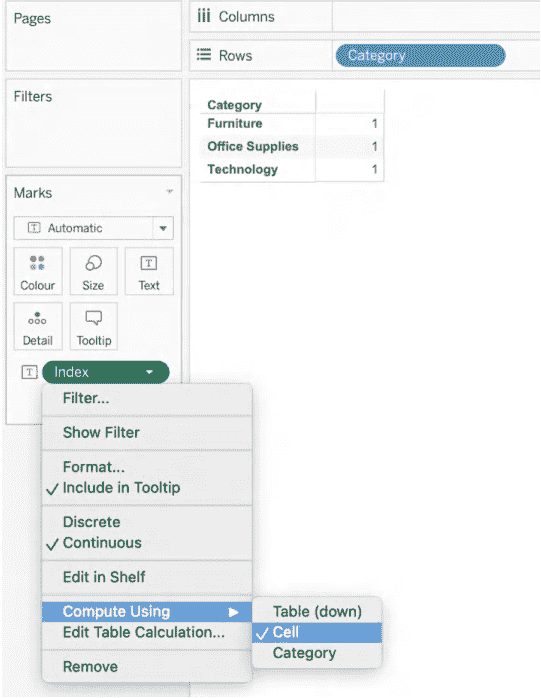 Pages
Columns
Rows
Category
Filters
Category
Furniture 1
Office Supplies 1
Technology 1
Marks
T Automatic
Colour Size T Text
Detail Tooltip
T Index
Filter...
Show Filter
Format...
Include in Tooltip
Discrete
Continuous
Edit in Shelf
Compute Using
Table (down)
Cell
Category
Edit Table Calculation...
Remove